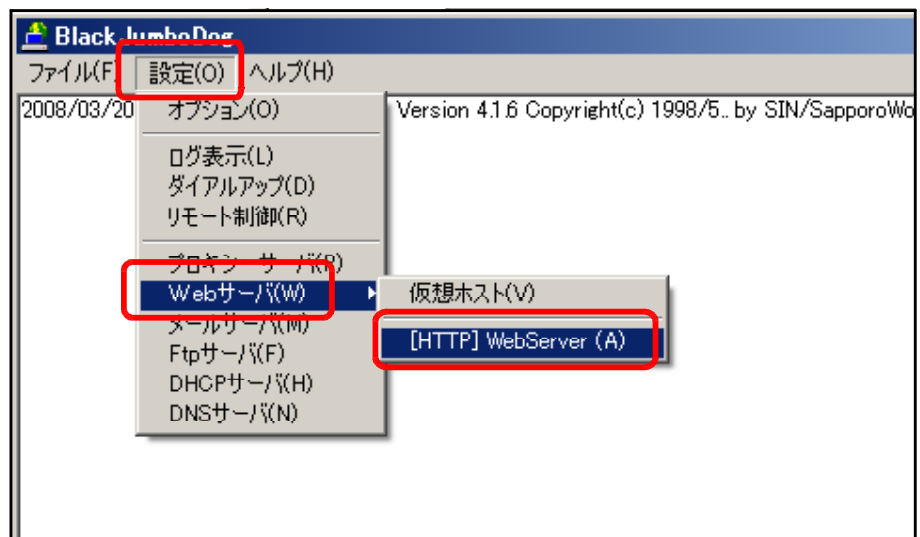 Black JumboDog
ファイル(F) 設定(O) ヘルプ(H)
2008/03/20 Version 4.1.6 Copyright(c) 1998/5.. by SIN/SapporoWo
オプション(O)
ログ表示(L)
ダイアルアップ(D)
リモート制御(R)
プロキシーサーバ(P)
Webサーバ(W)
メールサーバ(M)
Ftpサーバ(F)
DHCPサーバ(H)
DNSサーバ(N)
仮想ホスト(V)
[HTTP] WebServer (A)